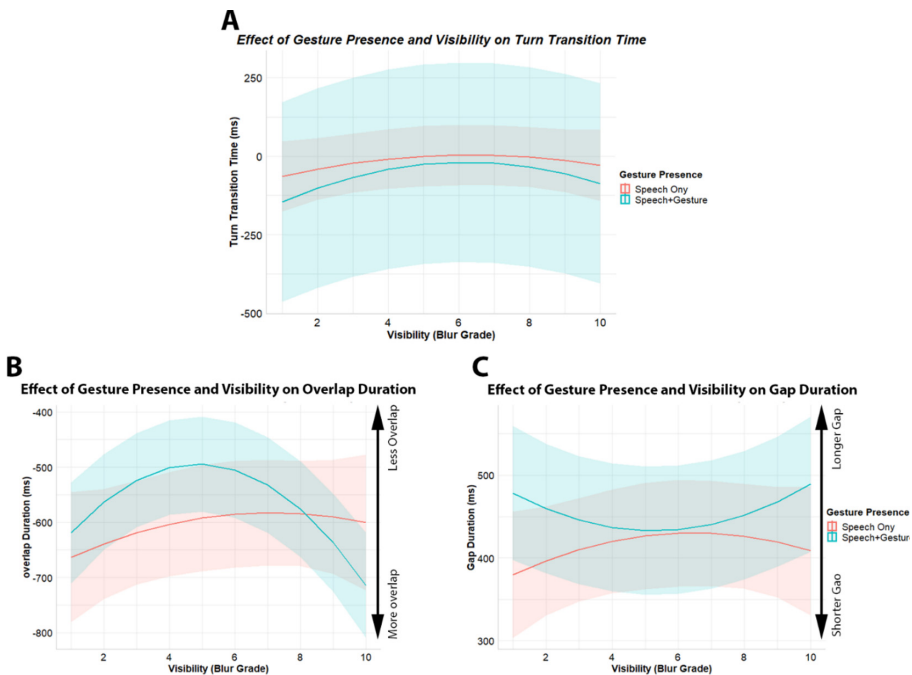 A
Effect of Gesture Presence and Visibility on Turn Transition Time
250
0
-250
-500
Turn Transition Time (ms)
2
4
6
8
10
Visibility (Blur Grade)
Gesture Presence
Speech Ony
Speech+Gesture
B
Effect of Gesture Presence and Visibility on Overlap Duration
-400
-500
-600
-700
-800
overlap Duration (ms)
2
4
6
8
10
Visibility (Blur Grade)
Less Overlap
More overlap
C
Effect of Gesture Presence and Visibility on Gap Duration
500
400
300
Gap Duration (ms)
2
4
6
8
10
Visibility (Blur Grade)
Longer Gap
Shorter Gao
Gesture Presence
Speech Ony
Speech+Gesture